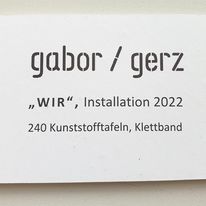 gabor / gerz
„WIR“, Installation 2022
240 Kunststofftafeln, Klettband